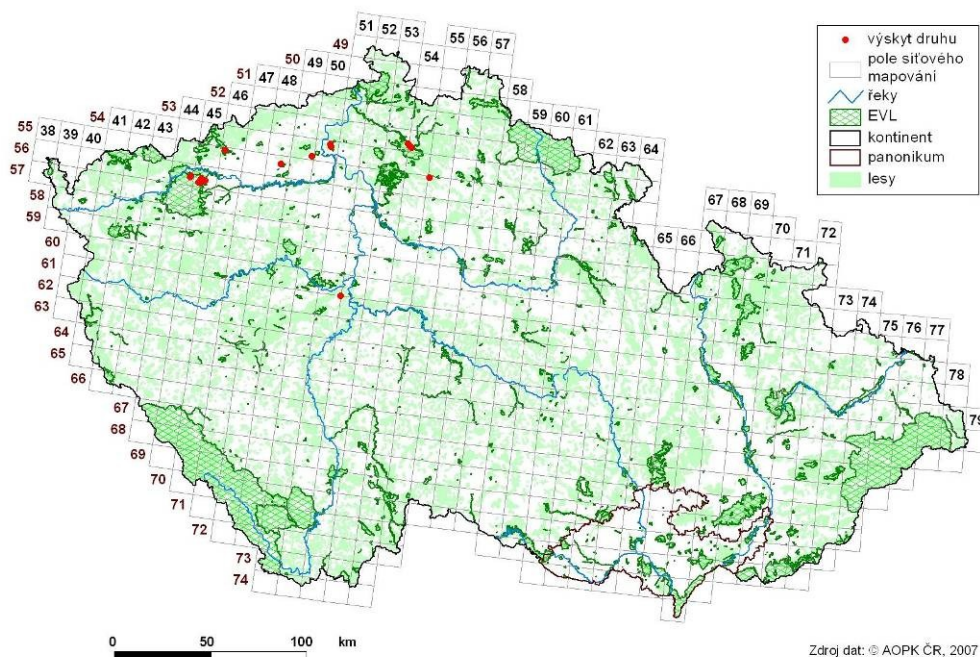 51 52 53
54
55 56 57
49
50
49 50
58
51
47 48
59 60 61
52
46
62 63 64
53
44 45
54
41 42 43
55
38 39 40
56
57
58
59
60
61
62
63
64
65
66
67
68
69
70
71
72
73
74
65 66
67 68 69
70
71
72
73 74
75 76 77
78
79
výskyt druhu
pole síťového
mapování
řeky
EVL
kontinent
panonikum
lesy
0 50 100 km
Zdroj dat: © AOPK ČR, 2007